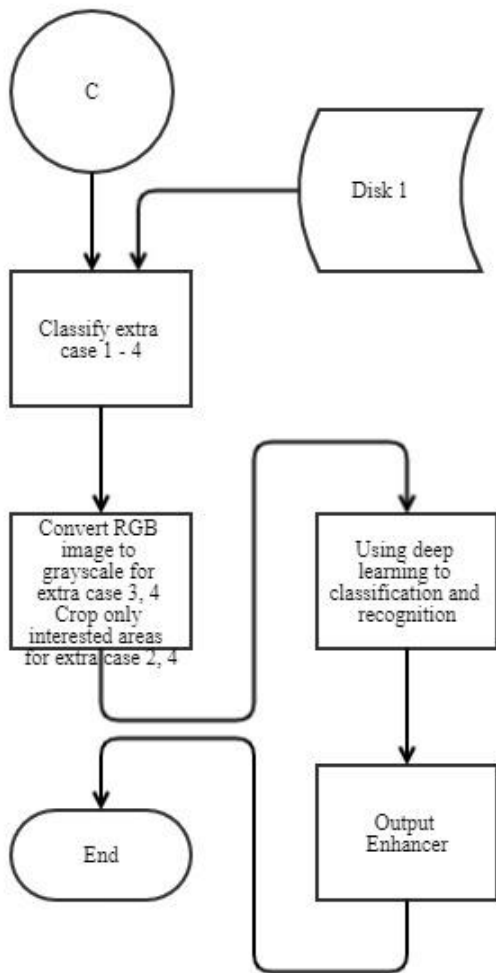 C
Disk 1
Classify extra
case 1 - 4
Convert RGB
image to
grayscale for
extra case 3, 4
Crop only
interested areas
for extra case 2, 4
Using deep
learning to
classification and
recognition
Output
Enhancer
End